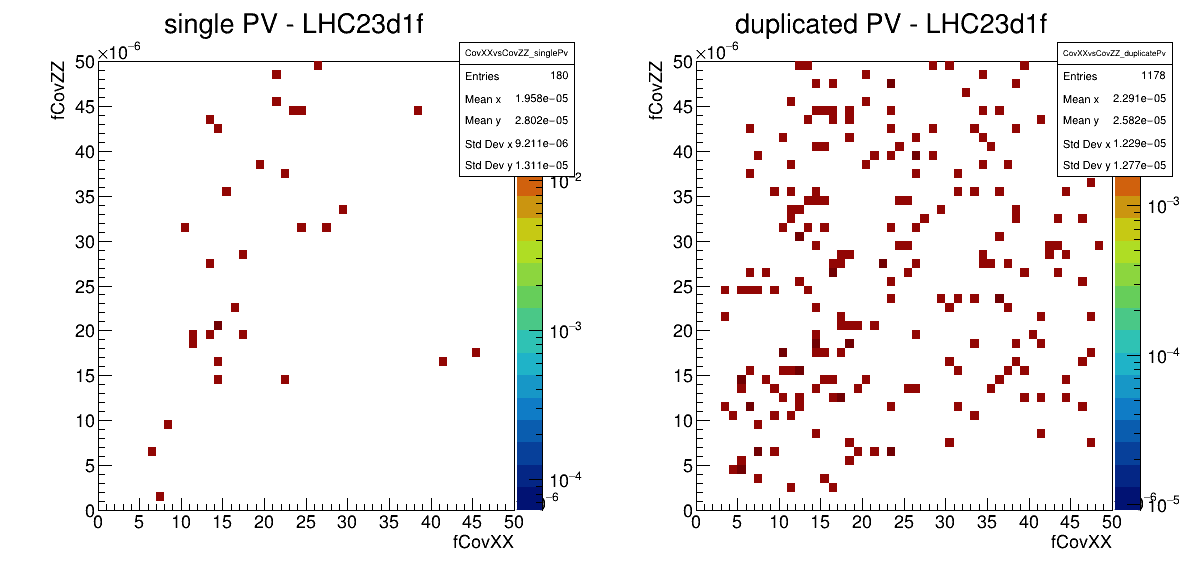 single PV - LHC23d1f
×10⁻⁶
fCovZZ
50
45
40
35
30
25
20
15
10
5
0
0 5 10 15 20 25 30 35 40 45 50
fCovXX
CovXXvsCovZZ_singlePv
Entries 180
Mean x 1.958e−05
Mean y 2.802e−05
Std Dev x 9.211e−06
Std Dev y 1.311e−05
10⁻²
10⁻³
10⁻⁴
duplicated PV - LHC23d1f
×10⁻⁶
fCovZZ
50
45
40
35
30
25
20
15
10
5
0
0 5 10 15 20 25 30 35 40 45 50
fCovXX
CovXXvsCovZZ_duplicatePv
Entries 1178
Mean x 2.291e−05
Mean y 2.582e−05
Std Dev x 1.229e−05
Std Dev y 1.277e−05
10⁻³
10⁻⁴
10⁻⁵